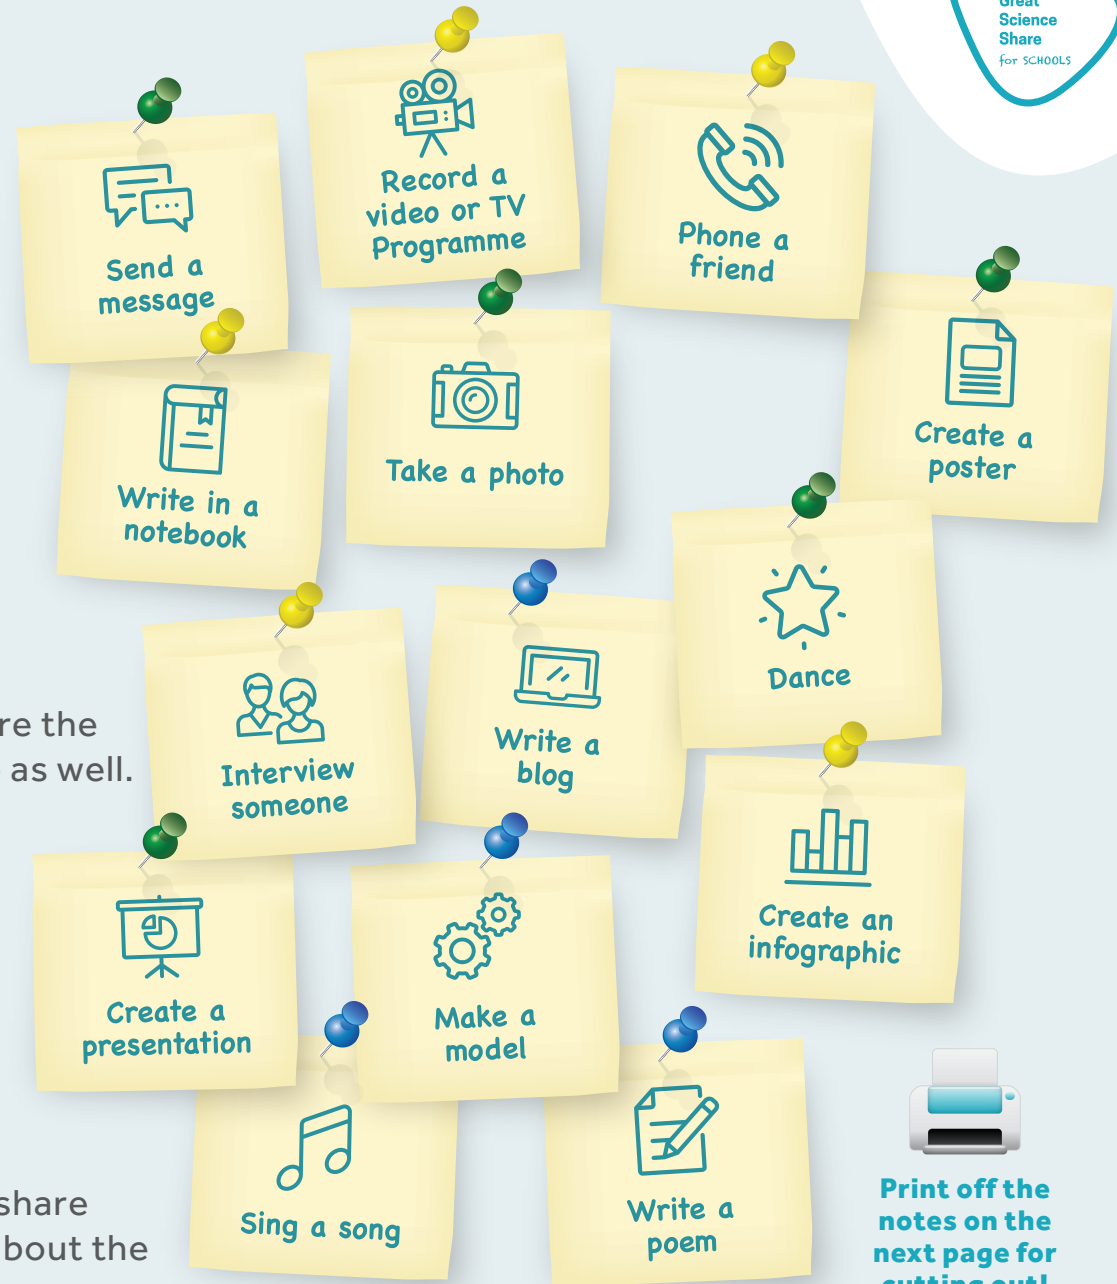 Great
Science
Share
for SCHOOLS
Record a
video or TV
Programme
Phone a
friend
Send a
message
Create a
poster
Take a photo
Write in a
notebook
Dance
the
as well.
Interview
someone
Write a
blog
Create an
infographic
Create a
presentation
Make a
model
share
the
Sing a song
Write a
poem
Print off the
notes on the
next page for
cutting out!